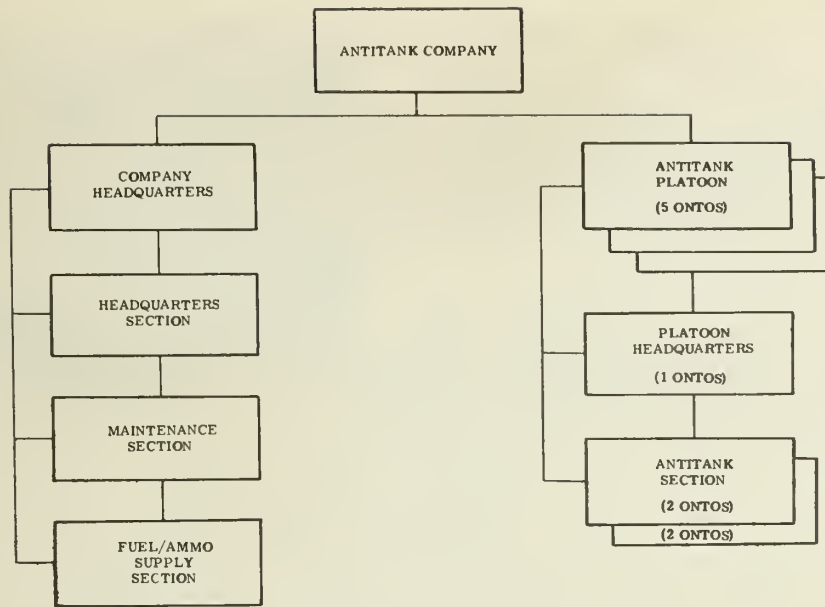 ANTITANK COMPANY
COMPANY
HEADQUARTERS
HEADQUARTERS
SECTION
MAINTENANCE
SECTION
FUEL/AMMO
SUPPLY
SECTION
ANTITANK
PLATOON
(5 ONTOS)
PLATOON
HEADQUARTERS
(1 ONTOS)
ANTITANK
SECTION
(2 ONTOS)
(2 ONTOS)